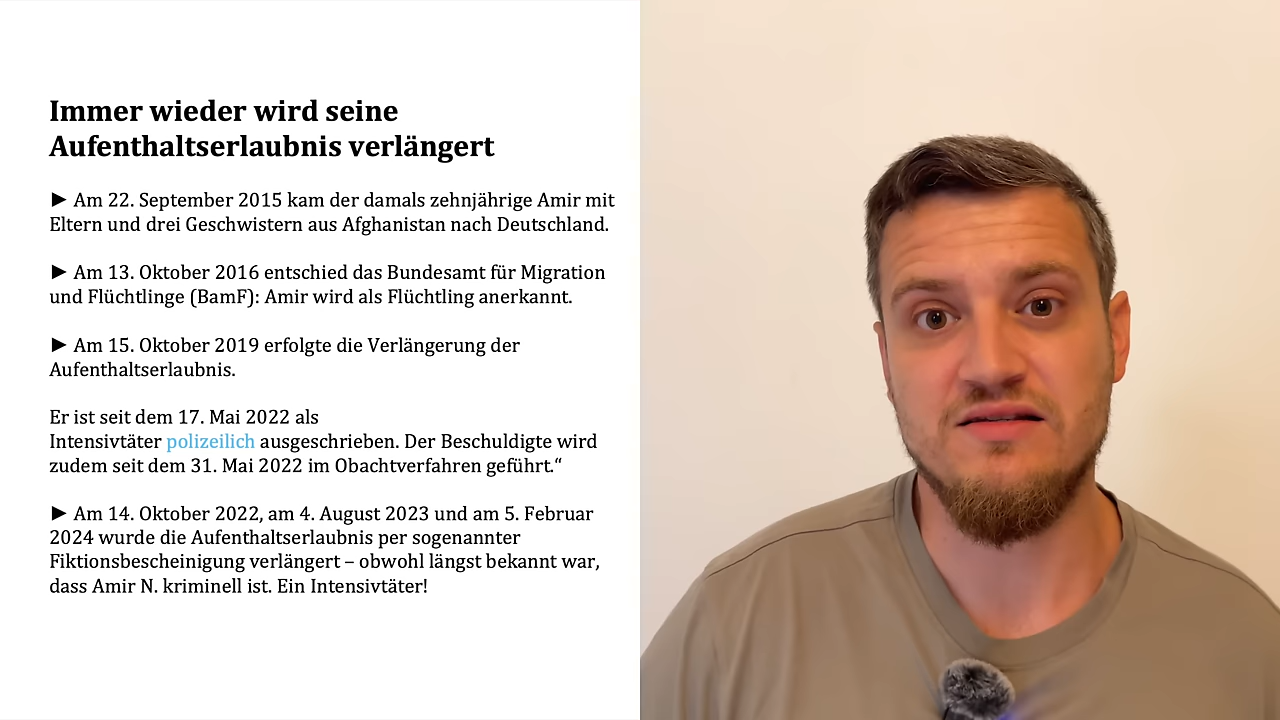 Immer wieder wird seine
Aufenthaltserlaubnis verlängert
► Am 22. September 2015 kam der damals zehnjährige Amir mit
Eltern und drei Geschwistern aus Afghanistan nach Deutschland.
► Am 13. Oktober 2016 entschied das Bundesamt für Migration
und Flüchtlinge (BamF): Amir wird als Flüchtling anerkannt.
► Am 15. Oktober 2019 erfolgte die Verlängerung der
Aufenthaltserlaubnis.
Er ist seit dem 17. Mai 2022 als
Intensivtäter polizeilich ausgeschrieben. Der Beschuldigte wird
zudem seit dem 31. Mai 2022 im Obachtverfahren geführt.“
► Am 14. Oktober 2022, am 4. August 2023 und am 5. Februar
2024 wurde die Aufenthaltserlaubnis per sogenannter
Fiktionsbescheinigung verlängert – obwohl längst bekannt war,
dass Amir N. kriminell ist. Ein Intensivtäter!